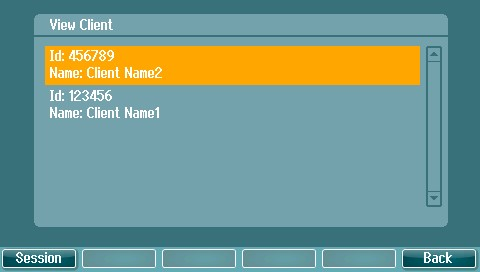 View Client
Id: 456789
Name: Client Name2
Id: 123456
Name: Client Name1
Session
Back